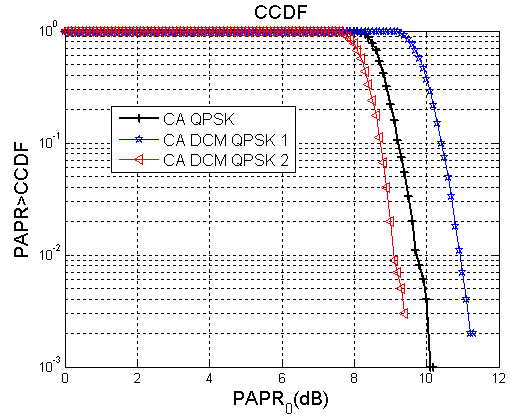 CCDF
10^0
10^-1
10^-2
10^-3
PAPR>CCDF
CA QPSK
CA DCM QPSK 1
CA DCM QPSK 2
0 2 4 6 8 10 12
PAPR_0(dB)